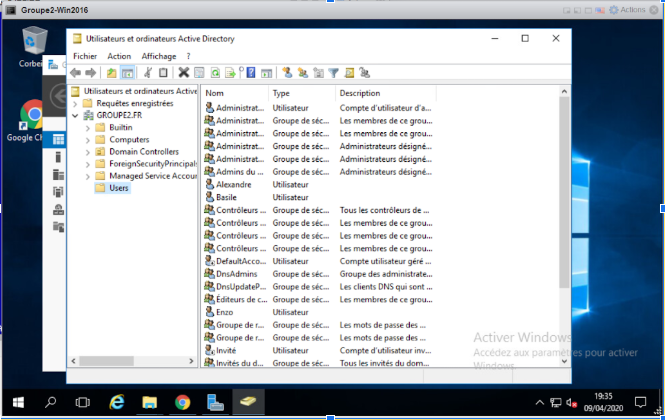 Groupe2-Win2016
Actions
Corbei
Utilisateurs et ordinateurs Active Directory
Fichier Action Affichage ?
Utilisateurs et ordinateurs Active
Requêtes enregistrées
GROUPE2.FR
Builtin
Computers
Domain Controllers
ForeignSecurityPrincipals
Managed Service Accour
Users
Google Ch
Nom Type Description
Administrat... Utilisateur Compte d'utilisateur d'a...
Administrat... Groupe de séc... Les membres de ce grou...
Administrat... Groupe de séc... Les membres de ce grou...
Administrat... Groupe de séc... Administrateurs désigné...
Administrat... Groupe de séc... Administrateurs désigné...
Admins du ... Groupe de séc... Administrateurs désigné...
Alexandre Utilisateur
Basile Utilisateur
Contrôleurs ... Groupe de séc... Tous les contrôleurs de ...
Contrôleurs ... Groupe de séc... Les membres de ce grou...
Contrôleurs ... Groupe de séc... Les membres de ce grou...
Contrôleurs ... Groupe de séc... Les membres de ce grou...
DefaultAcco... Utilisateur Compte utilisateur géré ...
DnsAdmins Groupe de séc... Groupe des administrate...
DnsUpdateP... Groupe de séc... Les clients DNS qui sont ...
Éditeurs de c... Groupe de séc... Les membres de ce grou...
Enzo Utilisateur
Groupe de r... Groupe de séc... Les mots de passe des ...
Groupe de r... Groupe de séc... Les mots de passe des ...
Invité Utilisateur Compte d'utilisateur inv...
Invités du d... Groupe de séc... Tous les invités du dom...
Activer Windows
Accédez aux paramètres pour activer
Windows.
19:35
09/04/2020